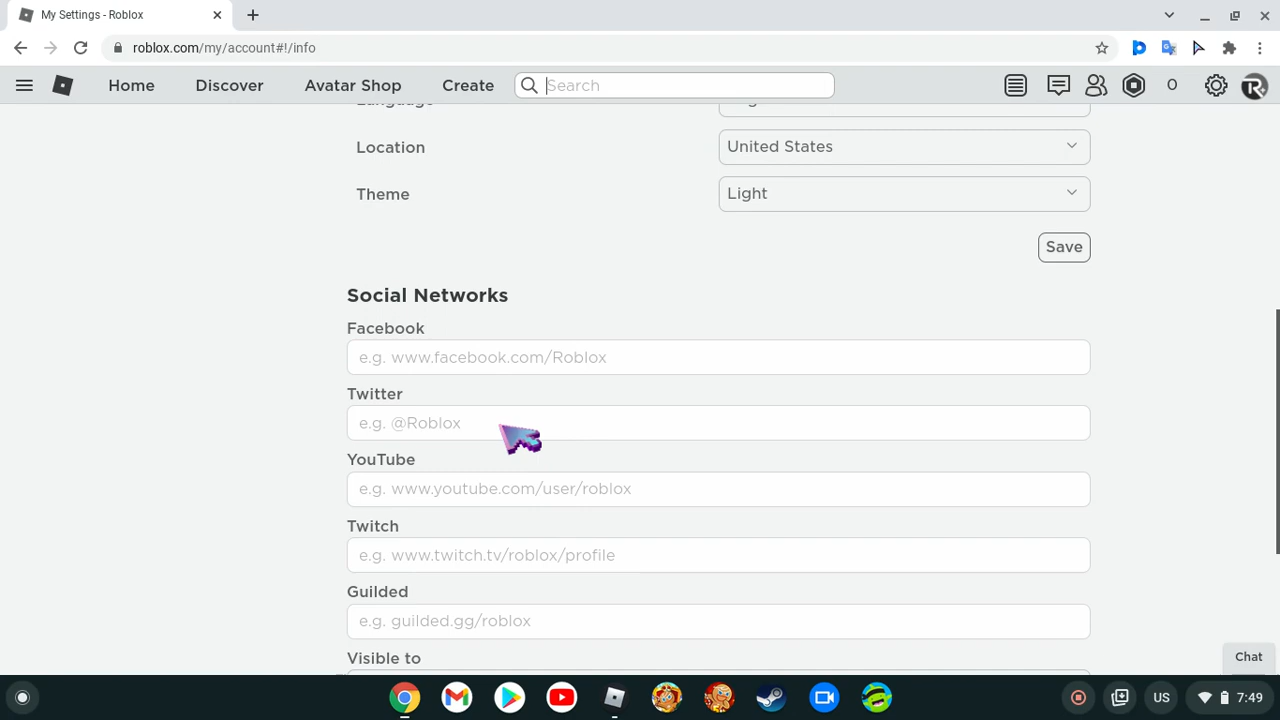 My Settings - Roblox
roblox.com/my/account#!/info
Home Discover Avatar Shop Create Search 0
Language
Location United States
Theme Light
Save
Social Networks
Facebook
e.g. www.facebook.com/Roblox
Twitter
e.g. @Roblox
YouTube
e.g. www.youtube.com/user/roblox
Twitch
e.g. www.twitch.tv/roblox/profile
Guilded
e.g. guilded.gg/roblox
Visible to
Chat
US 7:49